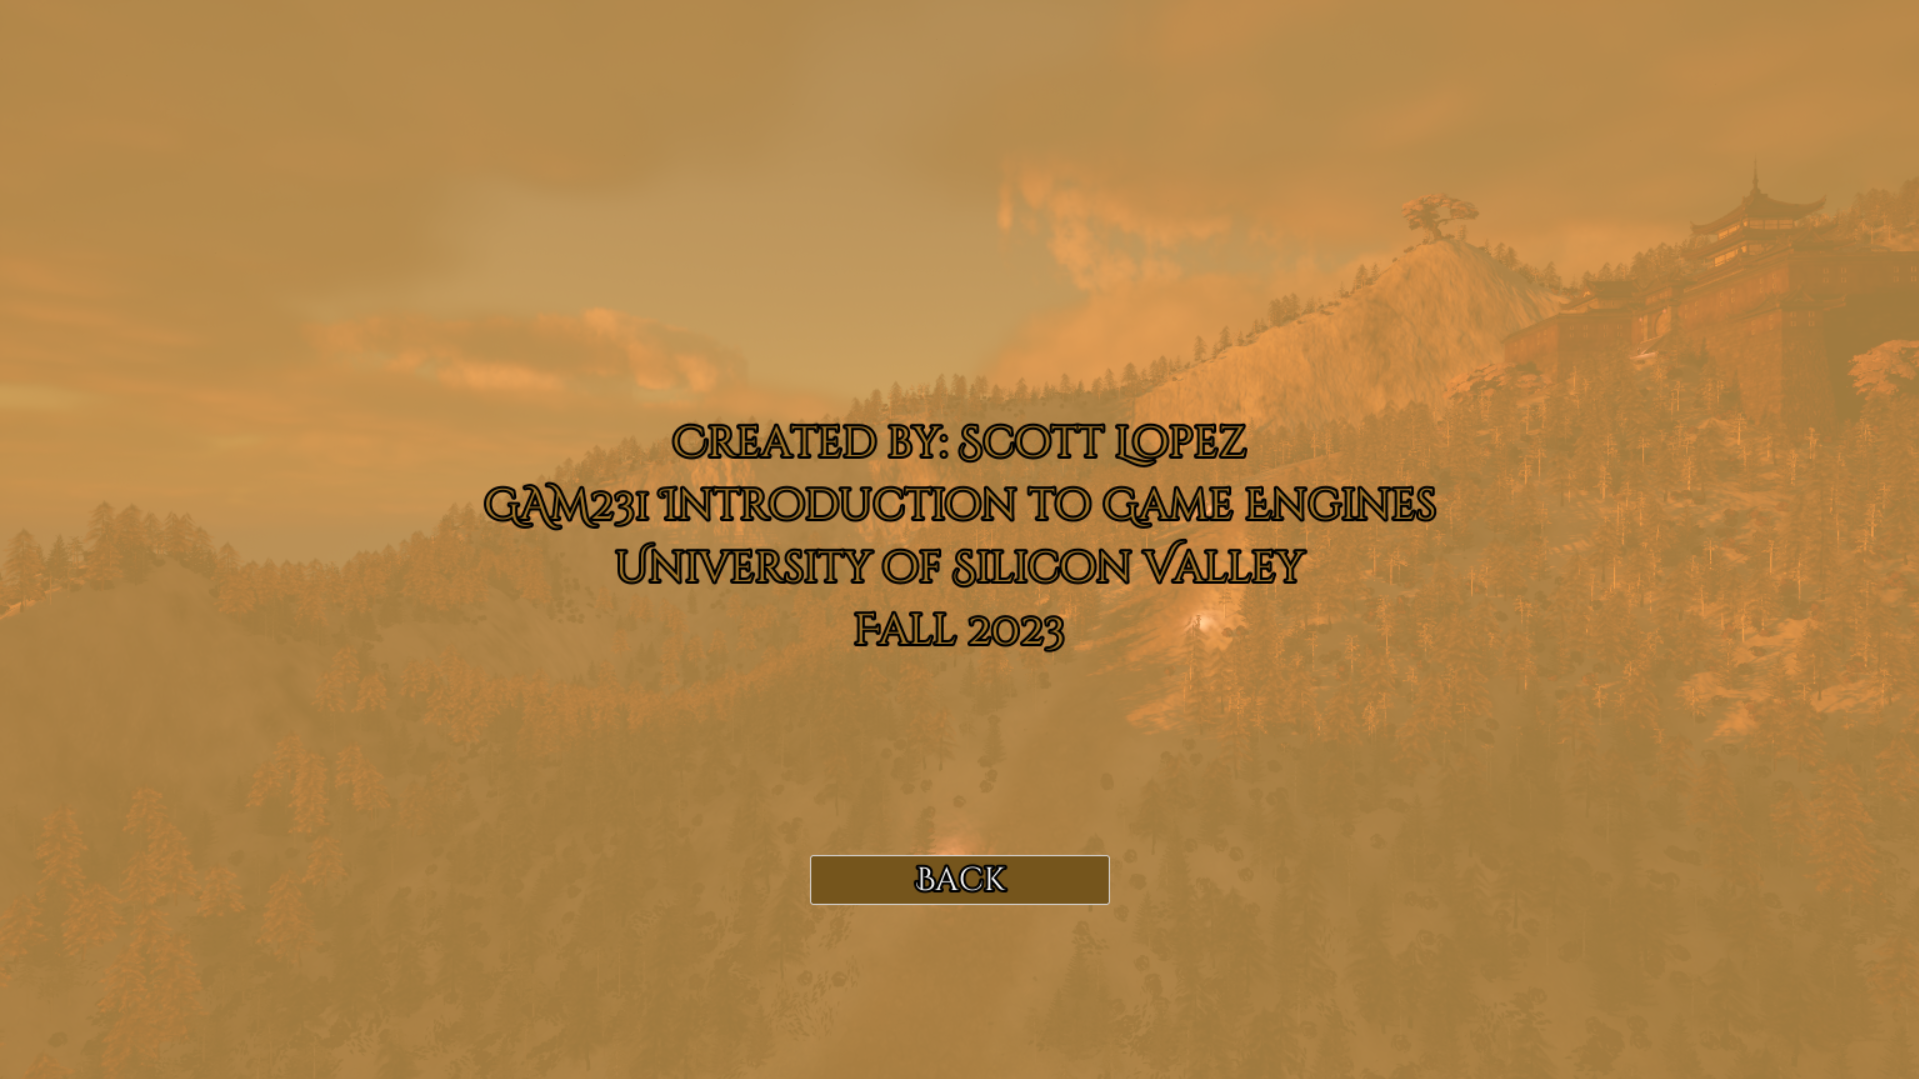 Created by: Scott Lopez
GAM231 Introduction to Game Engines
University of Silicon Valley
Fall 2023
Back